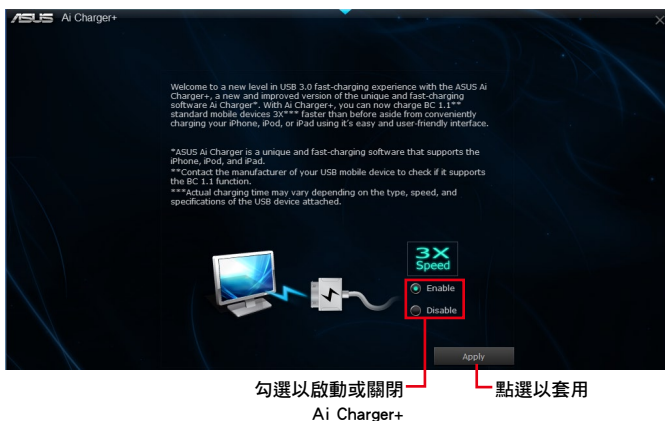 ASUS Ai Charger+
Welcome to a new level in USB 3.0 fast-charging experience with the ASUS Ai
Charger+, a new and improved version of the unique and fast-charging
software Ai Charger*. With Ai Charger+, you can now charge BC 1.1**
standard mobile devices 3X*** faster than before aside from conveniently
charging your iPhone, iPod, or iPad using it's easy and user-friendly interface.
*ASUS Ai Charger is a unique and fast-charging software that supports the
iPhone, iPod, and iPad.
**Contact the manufacturer of your USB mobile device to check if it supports
the BC 1.1 function.
***Actual charging time may vary depending on the type, speed, and
specifications of the USB device attached.
3X
Speed
Enable
Disable
Apply
勾選以啟動或關閉
Ai Charger+
點選以套用